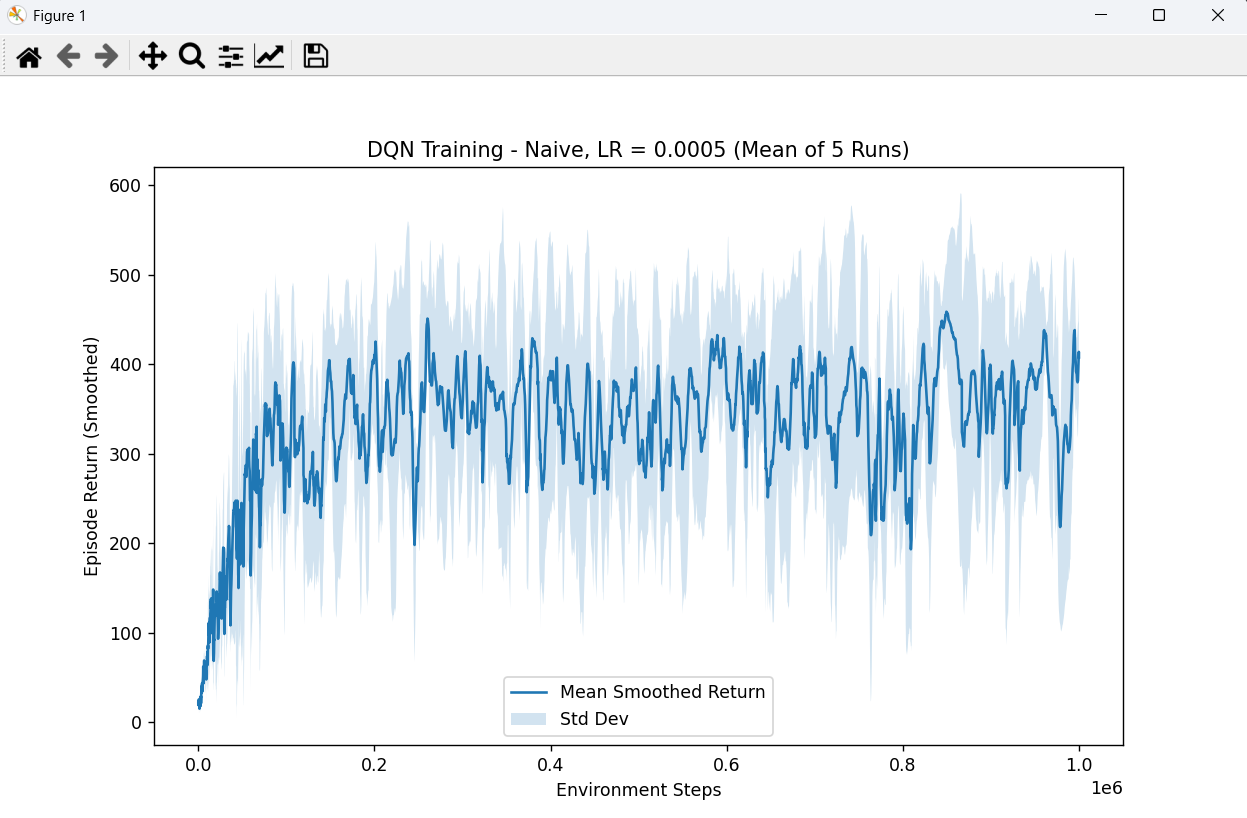 Figure 1
DQN Training - Naive, LR = 0.0005 (Mean of 5 Runs)
600
500
400
300
200
100
0
Episode Return (Smoothed)
Mean Smoothed Return
Std Dev
0.0 0.2 0.4 0.6 0.8 1.0
1e6
Environment Steps